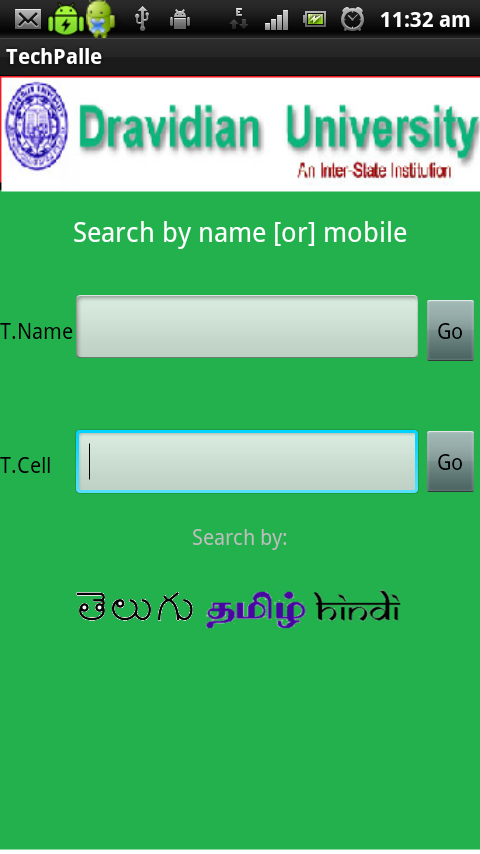 E 11:32 am
TechPalle
Dravidian University
An Inter-State Institution
Search by name [or] mobile
T.Name Go
T.Cell Go
Search by:
తెలుగు தமிழ் hindi